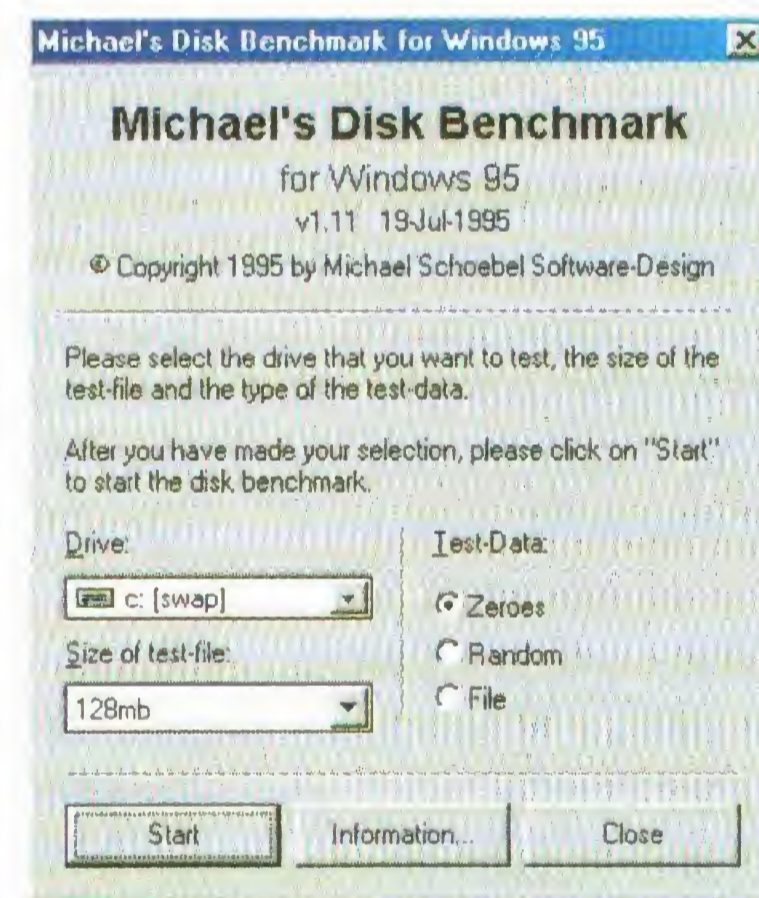 Michael's Disk Benchmark for Windows 95
Michael's Disk Benchmark
for Windows 95
v1.11 19-Jul-1995
© Copyright 1995 by Michael Schoebel Software-Design
Please select the drive that you want to test, the size of the
test-file and the type of the test-data.
After you have made your selection, please click on "Start"
to start the disk benchmark.
Drive:
c: [swap]
Size of test-file:
128mb
Test-Data:
Zeroes
Random
File
Start
Information...
Close